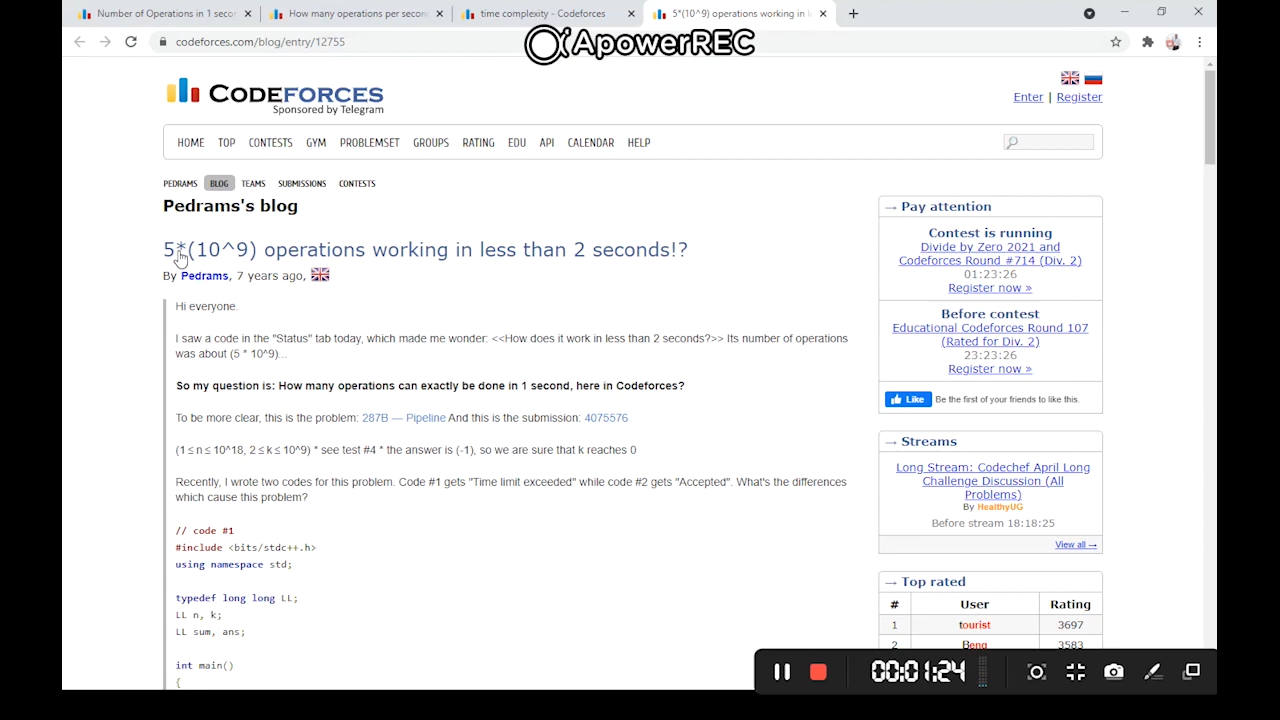 Number of Operations in 1 secon
How many operations per second
time complexity - Codeforces
5*(10^9) operations working in l
codeforces.com/blog/entry/12755
ApowerREC
CODEFORCES
Sponsored by Telegram
Enter | Register
HOME TOP CONTESTS GYM PROBLEMSET GROUPS RATING EDU API CALENDAR HELP
PEDRAMS BLOG TEAMS SUBMISSIONS CONTESTS
Pedrams's blog
5*(10^9) operations working in less than 2 seconds!?
By Pedrams, 7 years ago,
Hi everyone.
I saw a code in the "Status" tab today, which made me wonder: <<How does it work in less than 2 seconds?>> Its number of operations
was about (5 * 10^9)...
So my question is: How many operations can exactly be done in 1 second, here in Codeforces?
To be more clear, this is the problem: 287B — Pipeline And this is the submission: 4075576
(1 ≤ n ≤ 10^18, 2 ≤ k ≤ 10^9) * see test #4 * the answer is (-1), so we are sure that k reaches 0
Recently, I wrote two codes for this problem. Code #1 gets "Time limit exceeded" while code #2 gets "Accepted". What's the differences
which cause this problem?
// code #1
#include <bits/stdc++.h>
using namespace std;
typedef long long LL;
LL n, k;
LL sum, ans;
int main()
{
→ Pay attention
Contest is running
Divide by Zero 2021 and
Codeforces Round #714 (Div. 2)
01:23:26
Register now »
Before contest
Educational Codeforces Round 107
(Rated for Div. 2)
23:23:26
Register now »
Like Be the first of your friends to like this.
→ Streams
Long Stream: Codechef April Long
Challenge Discussion (All
Problems)
By HealthyUG
Before stream 18:18:25
View all →
→ Top rated
# User Rating
1 tourist 3697
2 Benq 3583
00:01:24